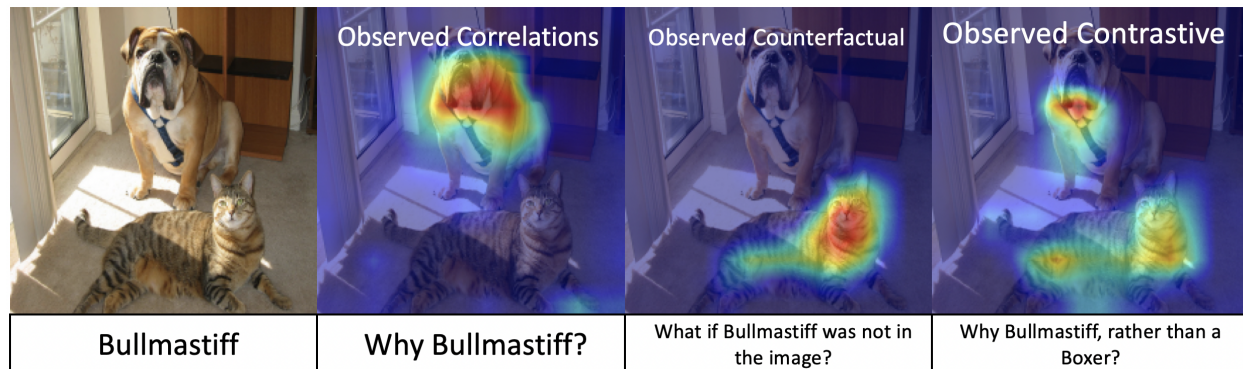 Observed Correlations
Observed Counterfactual
Observed Contrastive
Bullmastiff
Why Bullmastiff?
What if Bullmastiff was not in
the image?
Why Bullmastiff, rather than a
Boxer?